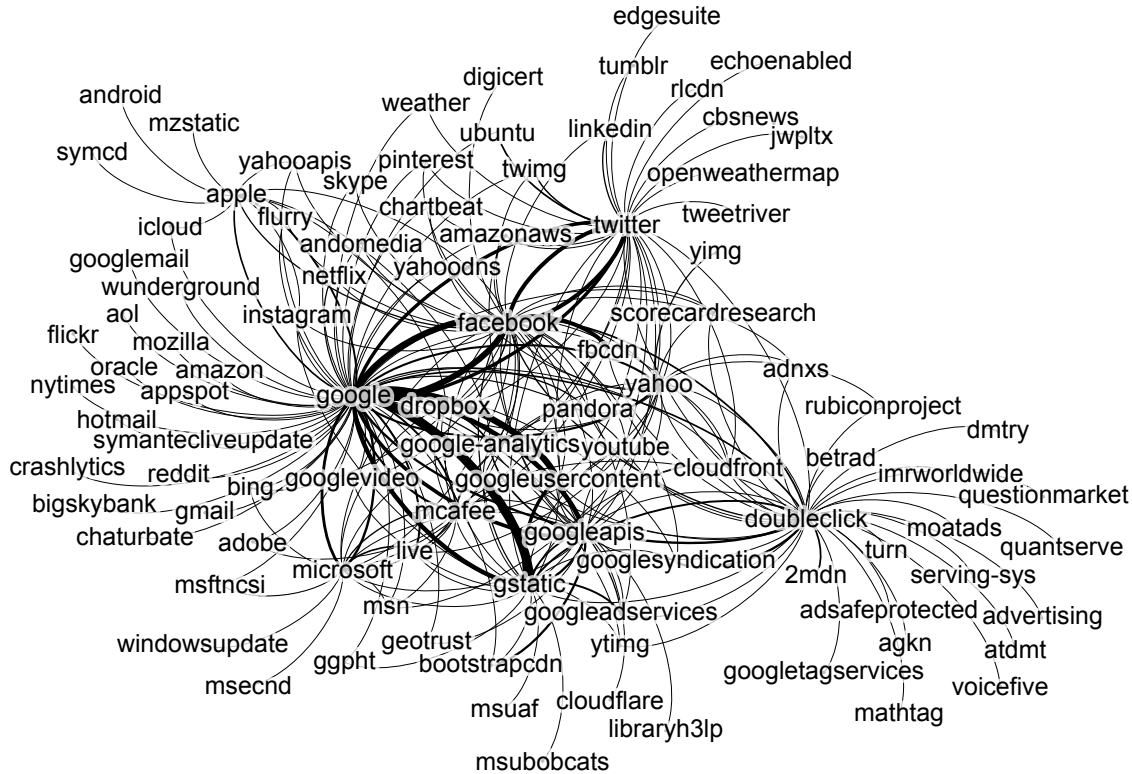 edgesuite
tumblr
echoenabled
digicert
rlcdn
android
weather
cbsnews
mzstatic
ubuntu
linkedin
jwpltx
symcd
yahooapis
pinterest
twimg
openweathermap
skype
apple
flurry
chartbeat
tweetriver
icloud
andomedia
amazonaws
twitter
googlemail
netflix
yahoodns
yimg
wunderground
aol
instagram
facebook
scorecardresearch
flickr
mozilla
fbcdn
oracle
amazon
adnxs
nytimes
appspot
google
dropbox
yahoo
hotmail
pandora
rubiconproject
symantecliveupdate
google-analytics
youtube
dmtry
crashlytics
reddit
betrad
bing
googlevideo
googleusercontent
cloudfront
imrworldwide
bigskybank
gmail
mcafee
questionmarket
chaturbate
googleapis
doubleclick
moatads
adobe
live
turn
quantserve
microsoft
gstatic
googlesyndication
2mdn
serving-sys
msftncsi
msn
googleadservices
adsafeprotected
advertising
windowsupdate
geotrust
ytimg
agkn
atdmt
ggpht
bootstrapcdn
googletagservices
msecnd
voicefive
msuaf
cloudflare
mathtag
libraryh3lp
msubobcats